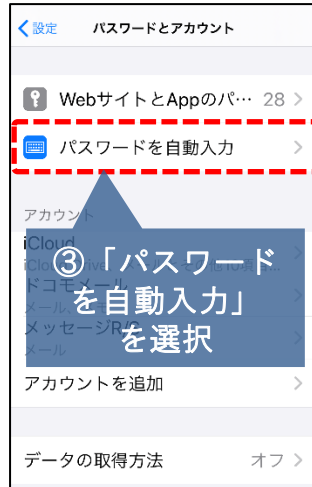 設定 パスワードとアカウント
WebサイトとAppのパ… 28
パスワードを自動入力
アカウント
iCloud
③「パスワード
を自動入力」
を選択
ドコモメール
メッセージR/S
メール
アカウントを追加
データの取得方法 オフ